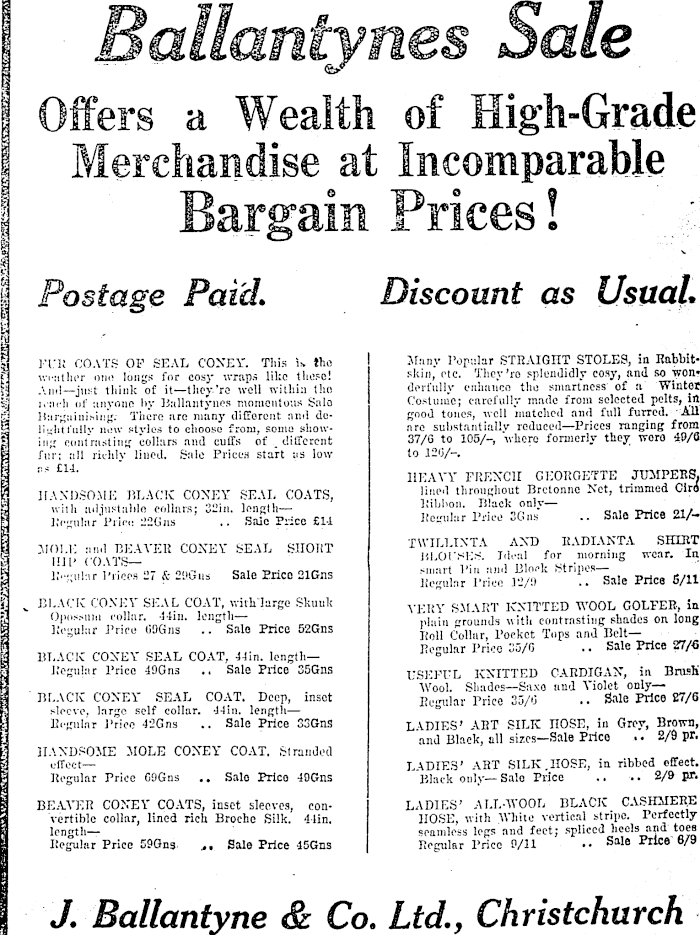 Ballantynes Sale
Offers a Wealth of High-Grade
Merchandise at Incomparable
Bargain Prices!
Postage Paid.
Discount as Usual.
FUR COATS OF SEAL CONEY. This is the
weather one longs for cosy wraps like these!
And—just think of it—they're well within the
reach of anyone by Ballantynes momentous Sale
Bargainising. There are many different and de-
lightfully new styles to choose from, some show-
ing contrasting collars and cuffs of different
fur; all richly lined. Sale Prices start as low
as £14.
HANDSOME BLACK CONEY SEAL COATS,
with adjustable collars; 32in. length—
Regular Price 22Gns .. Sale Price £14
MOLE and BEAVER CONEY SEAL SHORT
HIP COATS—
Regular Prices 27 & 29Gns Sale Price 21Gns
BLACK CONEY SEAL COAT, with large Skunk
Opossum collar. 44in. length—
Regular Price 69Gns .. Sale Price 52Gns
BLACK CONEY SEAL COAT, 44in. length—
Regular Price 49Gns .. Sale Price 35Gns
BLACK CONEY SEAL COAT. Deep, inset
sleeve, large self collar. 44in. length—
Regular Price 42Gns .. Sale Price 33Gns
HANDSOME MOLE CONEY COAT. Stranded
effect—
Regular Price 69Gns .. Sale Price 49Gns
BEAVER CONEY COATS, inset sleeves, con-
vertible collar, lined rich Broche Silk. 44in.
length—
Regular Price 59Gns. .. Sale Price 45Gns
Many Popular STRAIGHT STOLES, in Rabbit-
skin, etc. They're splendidly cosy, and so won-
derfully enhance the smartness of a Winter
Costume; carefully made from selected pelts, in
good tones, well matched and full furred. All
are substantially reduced—Prices ranging from
37/6 to 105/-, where formerly they were 49/6
to 126/-.
HEAVY FRENCH GEORGETTE JUMPERS,
lined throughout Bretonne Net, trimmed Cire
Ribbon. Black only—
Regular Price 3Gns .. Sale Price 21/-
TWILLINTA AND RADIANTA SHIRT
BLOUSES. Ideal for morning wear. In
smart Pin and Block Stripes—
Regular Price 12/9 .. Sale Price 5/11
VERY SMART KNITTED WOOL GOLFER, in
plain grounds with contrasting shades on long
Roll Collar, Pocket Tops and Belt—
Regular Price 35/6 .. Sale Price 27/6
USEFUL KNITTED CARDIGAN, in Brush
Wool. Shades—Saxe and Violet only—
Regular Price 35/6 .. Sale Price 27/6
LADIES' ART SILK HOSE, in Grey, Brown,
and Black, all sizes—Sale Price .. 2/9 pr.
LADIES' ART SILK HOSE, in ribbed effect.
Black only—Sale Price .. .. 2/9 pr.
LADIES' ALL-WOOL BLACK CASHMERE
HOSE, with White vertical stripe. Perfectly
seamless legs and feet; spliced heels and toes
Regular Price 9/11 .. Sale Price 6/9
J. Ballantyne & Co. Ltd., Christchurch